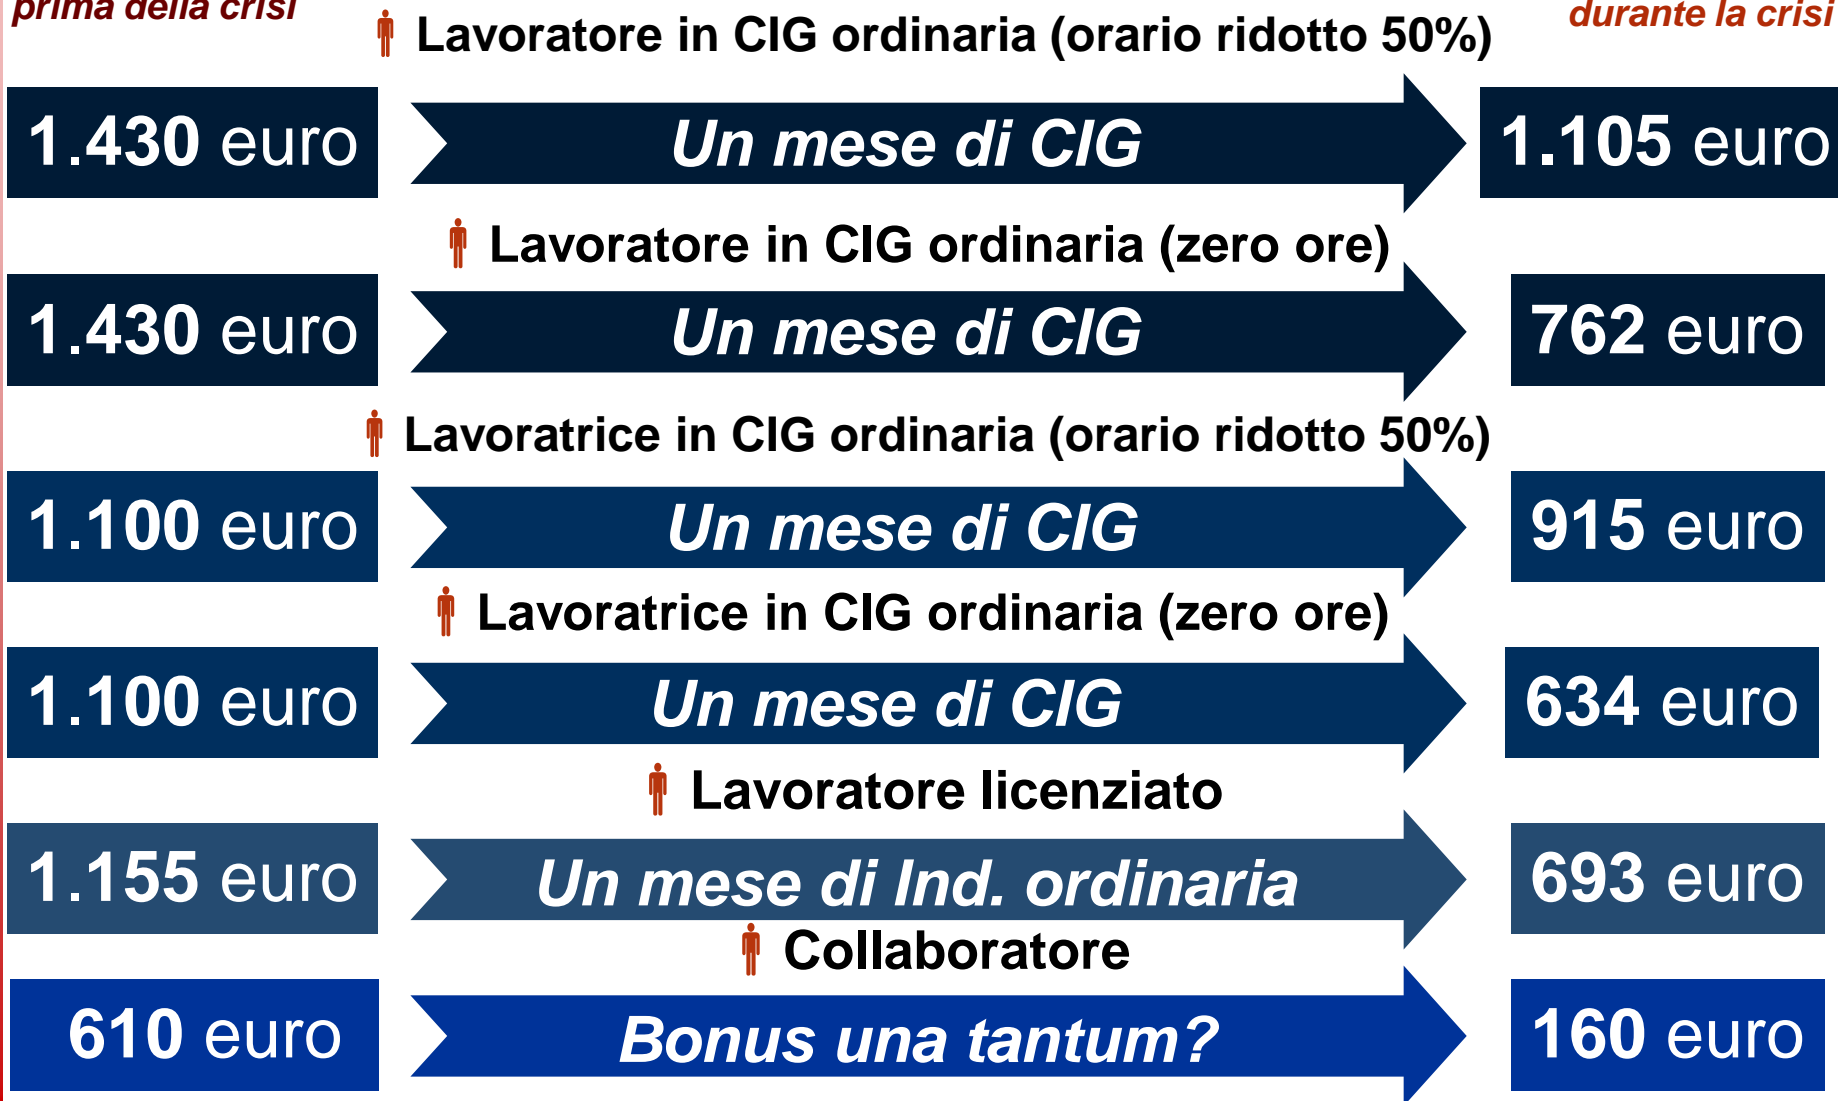 prima della crisi
durante la crisi
Lavoratore in CIG ordinaria (orario ridotto 50%)
1.430 euro
Un mese di CIG
1.105 euro
Lavoratore in CIG ordinaria (zero ore)
1.430 euro
Un mese di CIG
762 euro
Lavoratrice in CIG ordinaria (orario ridotto 50%)
1.100 euro
Un mese di CIG
915 euro
Lavoratrice in CIG ordinaria (zero ore)
1.100 euro
Un mese di CIG
634 euro
Lavoratore licenziato
1.155 euro
Un mese di Ind. ordinaria
693 euro
Collaboratore
610 euro
Bonus una tantum?
160 euro